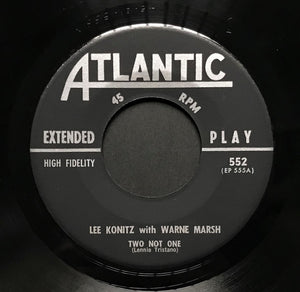 ATLANTIC
45 RPM
EXTENDED PLAY
HIGH FIDELITY 552
(EP 555A)
LEE KONITZ with WARNE MARSH
TWO NOT ONE
(Lennie Tristano)